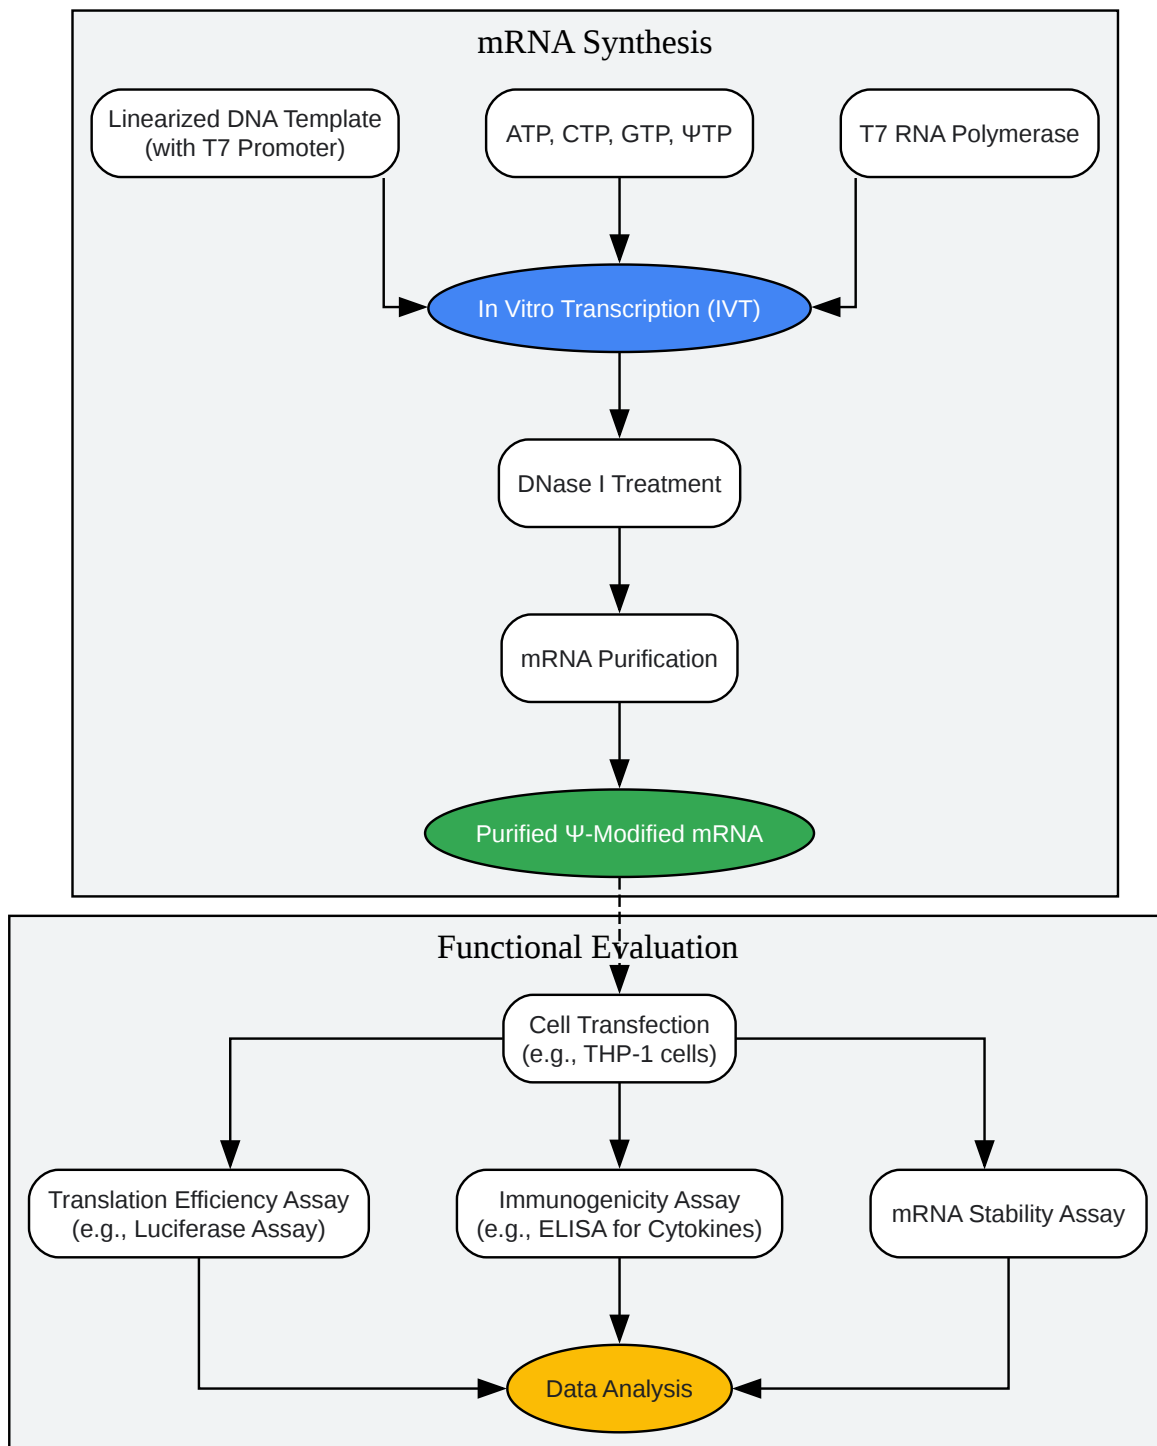 mRNA Synthesis
Linearized DNA Template
(with T7 Promoter)
ATP, CTP, GTP, ΨTP
T7 RNA Polymerase
In Vitro Transcription (IVT)
DNase I Treatment
mRNA Purification
Purified Ψ-Modified mRNA
Functional Evaluation
Cell Transfection
(e.g., THP-1 cells)
Translation Efficiency Assay
(e.g., Luciferase Assay)
Immunogenicity Assay
(e.g., ELISA for Cytokines)
mRNA Stability Assay
Data Analysis